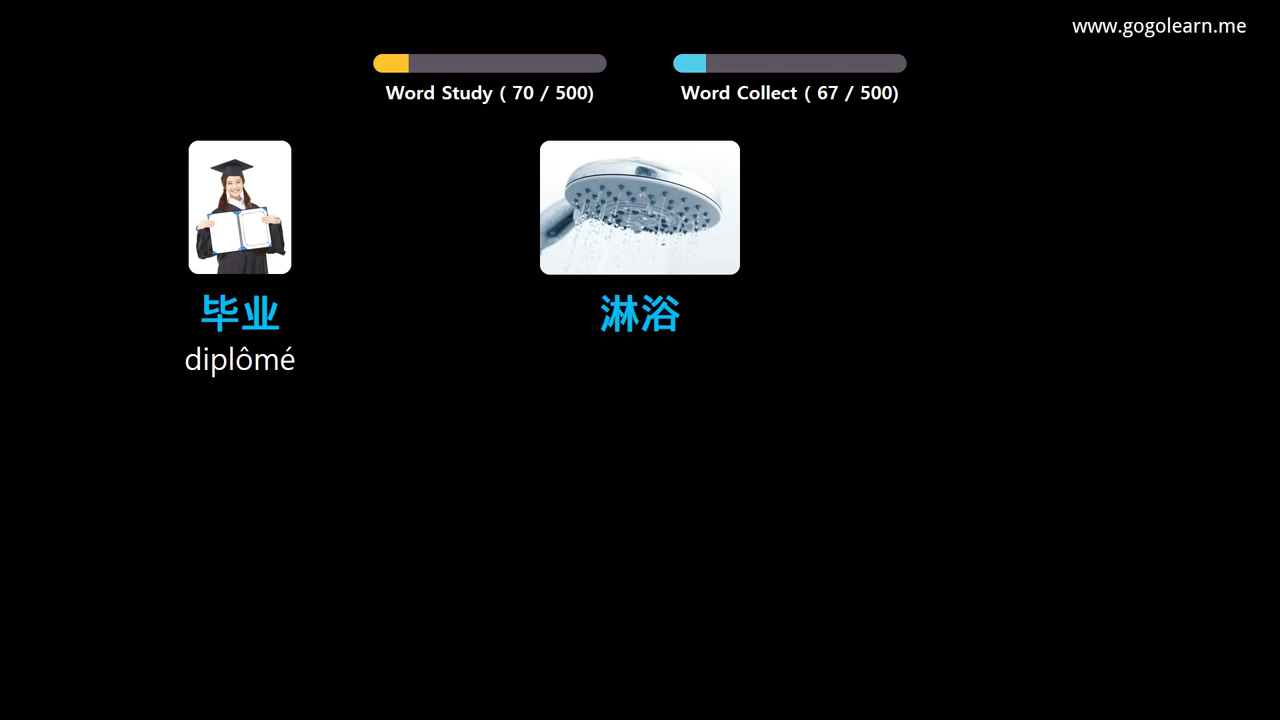 www.gogolearn.me
Word Study ( 70 / 500)
Word Collect ( 67 / 500)
毕业
diplômé
淋浴